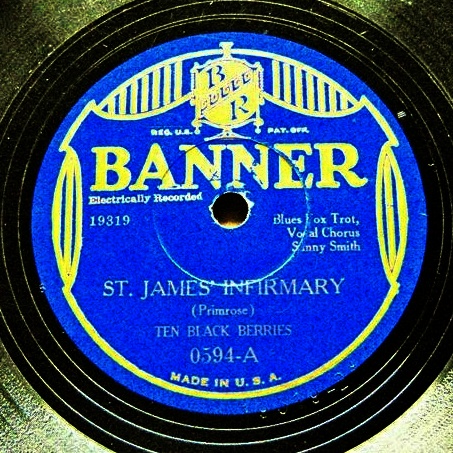 B
R
REG. U.S. PAT. OFF.
BANNER
Electrically Recorded
19319
Blues Fox Trot,
Vocal Chorus
Sunny Smith
ST. JAMES' INFIRMARY
(Primrose)
TEN BLACK BERRIES
0594-A
MADE IN U.S.A.